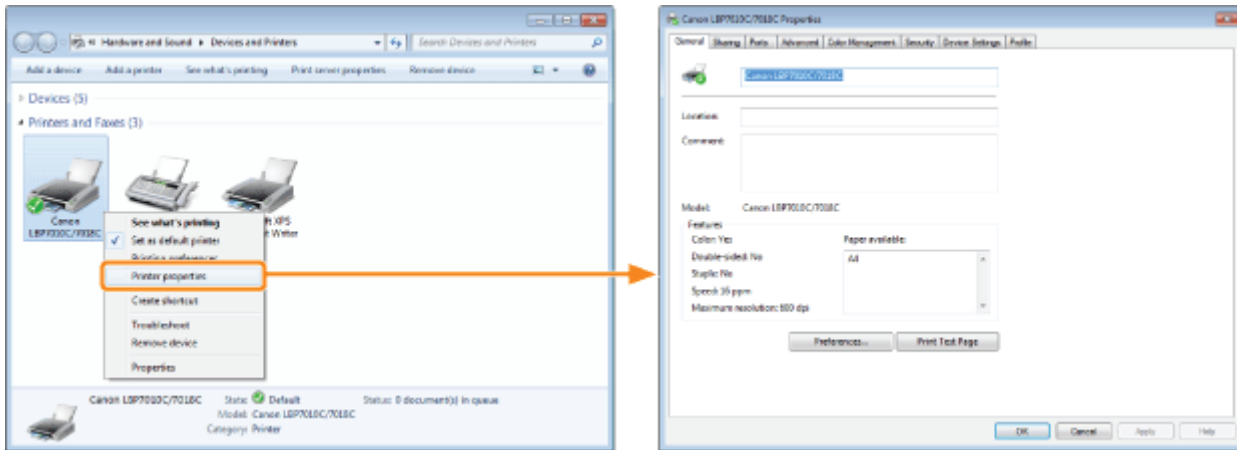 Hardware and Sound ▸ Devices and Printers
Search Devices and Printers
Add a device Add a printer See what's printing Print server properties Remove device
Devices (5)
Printers and Faxes (3)
Canon
LBP7010C/7018C
XPS
Writer
See what's printing
Set as default printer
Printing preferences
Printer properties
Create shortcut
Troubleshoot
Remove device
Properties
Canon LBP7010C/7018C State: Default Status: 0 document(s) in queue
Model: Canon LBP7010C/7018C
Category: Printer
Canon LBP7010C/7018C Properties
General Sharing Ports Advanced Color Management Security Device Settings Profile
Canon LBP7010C/7018C
Location:
Comment:
Model: Canon LBP7010C/7018C
Features
Color: Yes Paper available:
Double-sided: No A4
Staple: No
Speed: 16 ppm
Maximum resolution: 600 dpi
Preferences... Print Test Page
OK Cancel Apply Help